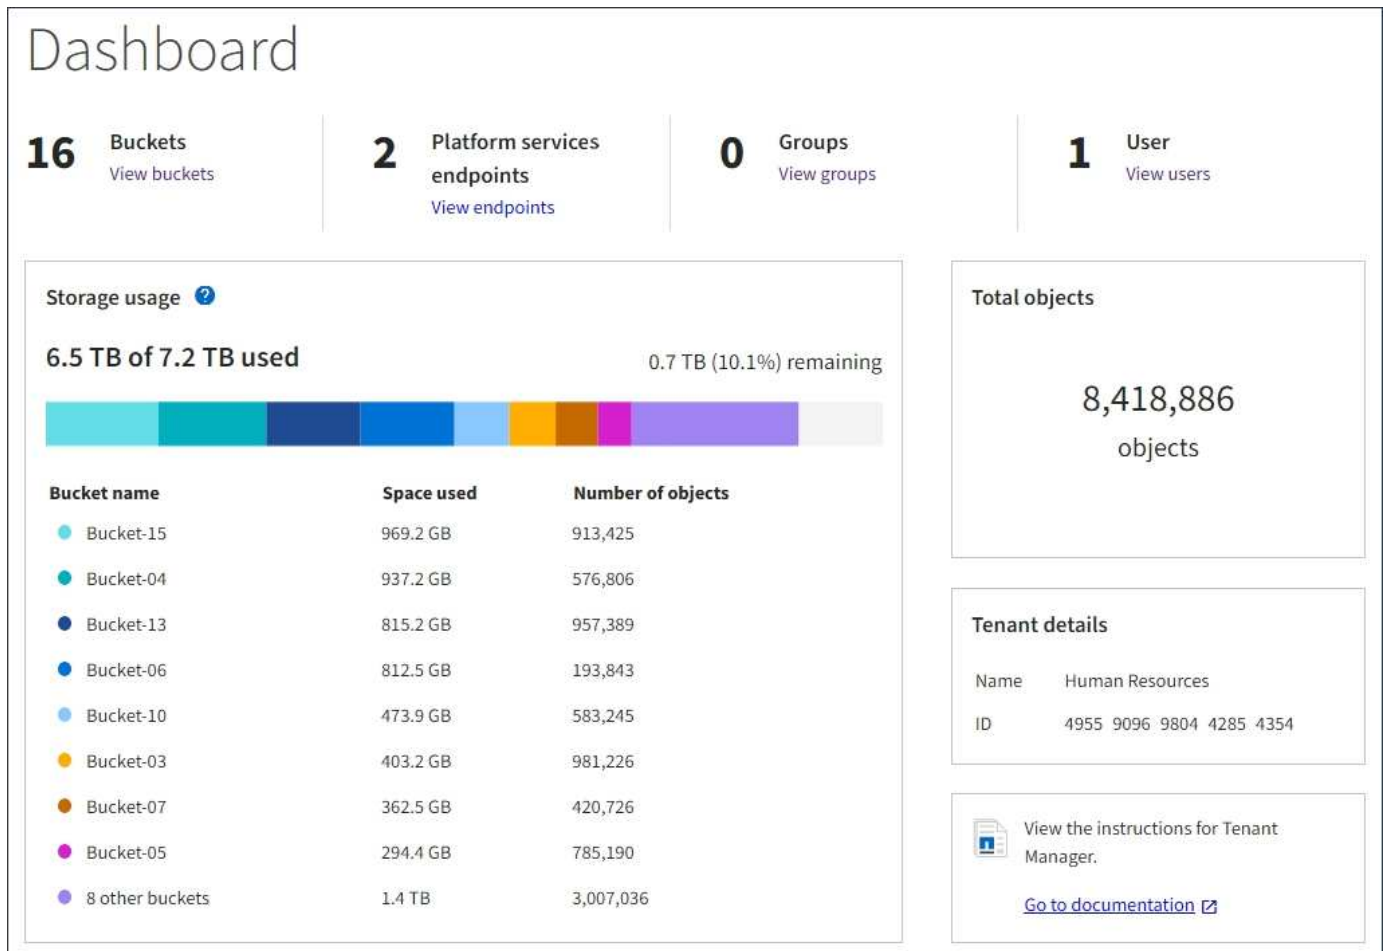 Dashboard
16 Buckets
View buckets
2 Platform services
endpoints
View endpoints
0 Groups
View groups
1 User
View users
Storage usage ?
6.5 TB of 7.2 TB used
0.7 TB (10.1%) remaining
Bucket name Space used Number of objects
Bucket-15 969.2 GB 913,425
Bucket-04 937.2 GB 576,806
Bucket-13 815.2 GB 957,389
Bucket-06 812.5 GB 193,843
Bucket-10 473.9 GB 583,245
Bucket-03 403.2 GB 981,226
Bucket-07 362.5 GB 420,726
Bucket-05 294.4 GB 785,190
8 other buckets 1.4 TB 3,007,036
Total objects
8,418,886
objects
Tenant details
Name Human Resources
ID 4955 9096 9804 4285 4354
View the instructions for Tenant
Manager.
Go to documentation